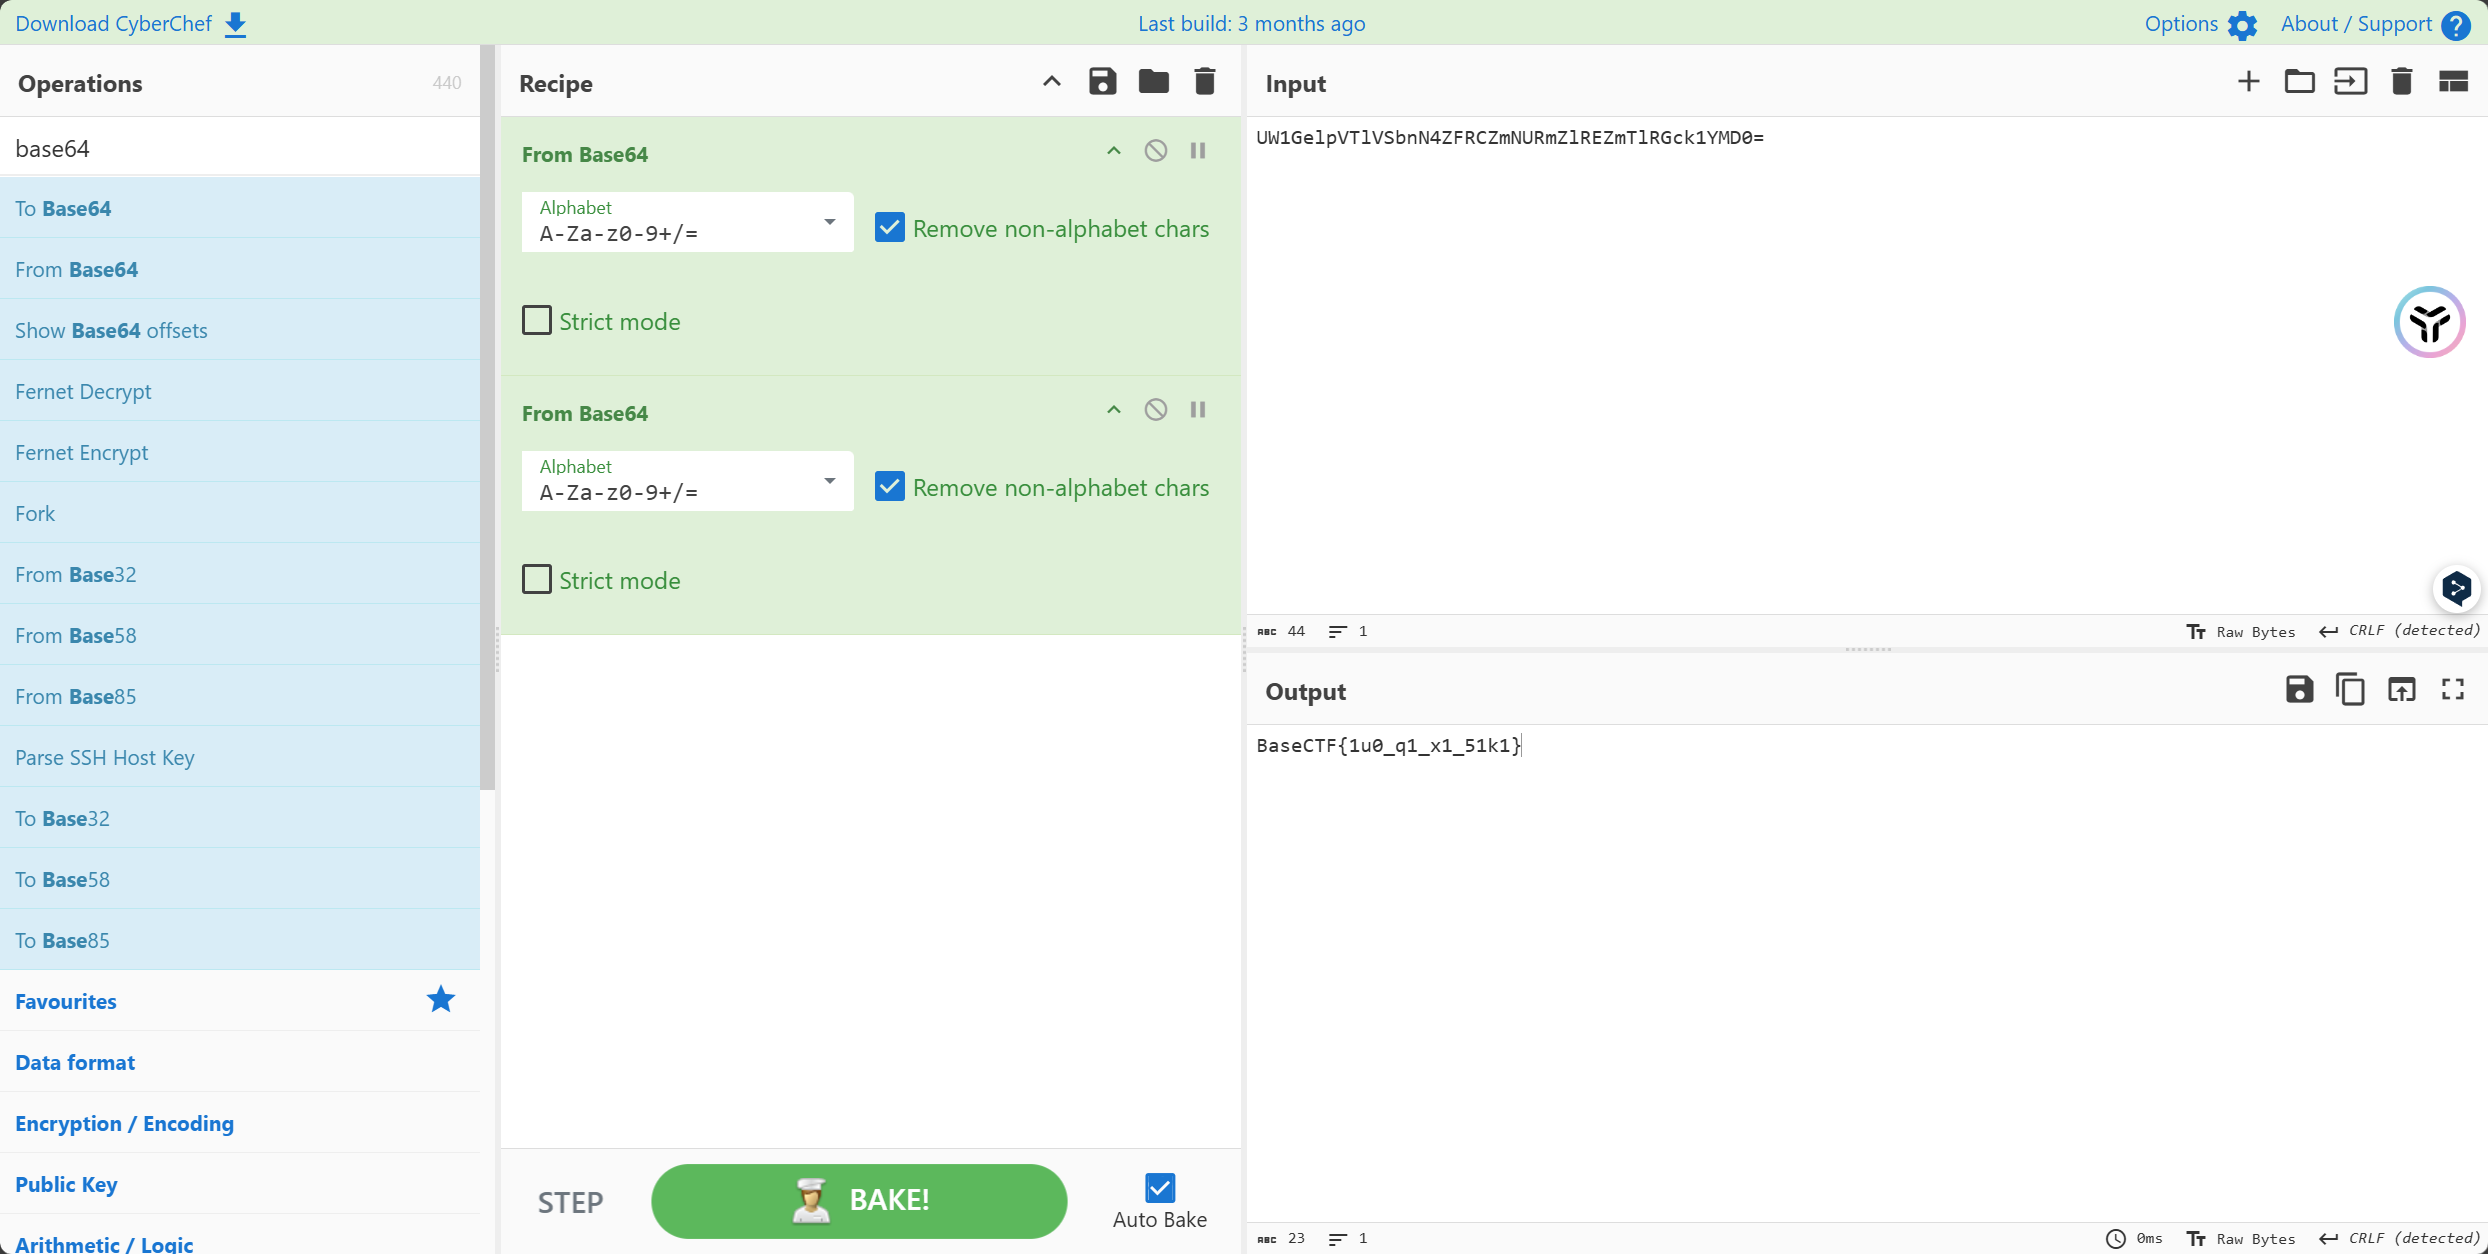 Download CyberChef
Last build: 3 months ago
Options
About / Support
Operations
440
base64
To Base64
From Base64
Show Base64 offsets
Fernet Decrypt
Fernet Encrypt
Fork
From Base32
From Base58
From Base85
Parse SSH Host Key
To Base32
To Base58
To Base85
Favourites
Data format
Encryption / Encoding
Public Key
Arithmetic / Logic
Recipe
From Base64
Alphabet
A-Za-z0-9+/=
Remove non-alphabet chars
Strict mode
From Base64
Alphabet
A-Za-z0-9+/=
Remove non-alphabet chars
Strict mode
STEP
BAKE!
Auto Bake
Input
UW1GelpVTlVSbnN4ZFRCZmNURmZlREZmTlRGck1YMD0=
ABC 44 1
Tт Raw Bytes
CRLF (detected)
Output
BaseCTF{1u0_q1_x1_51k1}
ABC 23 1
0ms
Tт Raw Bytes
CRLF (detected)